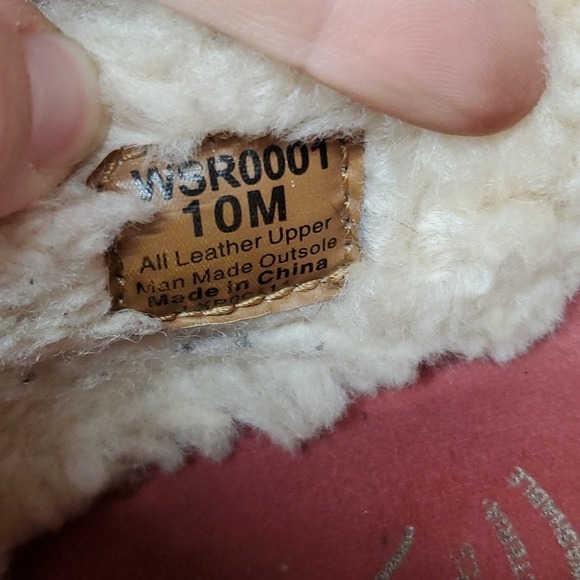 WSR0001
10M
All Leather Upper
Man Made Outsole
Made in China